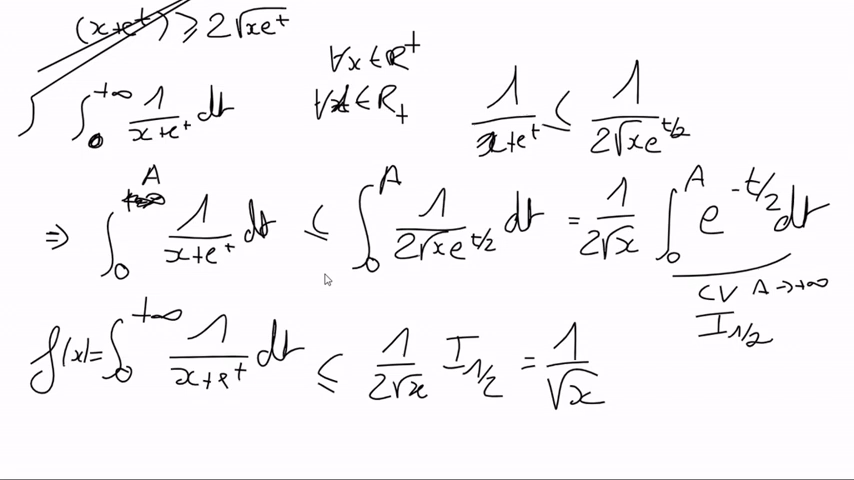 (x+e^t) ≥ 2√xe^t
∀x∈R^+
∫ ∫_0^{+∞} 1/(x+e^t) dt ∀t∈R_+ 1/(x+e^t) ≤ 1/(2√x e^{t/2})
⇒ ∫_0^A 1/(x+e^t) dt ≤ ∫_0^A 1/(2√x e^{t/2}) dt = 1/(2√x) ∫_0^A e^{-t/2} dt
CV A→+∞
I_{1/2}
f(x)= ∫_0^{+∞} 1/(x+e^t) dt ≤ 1/(2√x) I_{1/2} = 1/√x